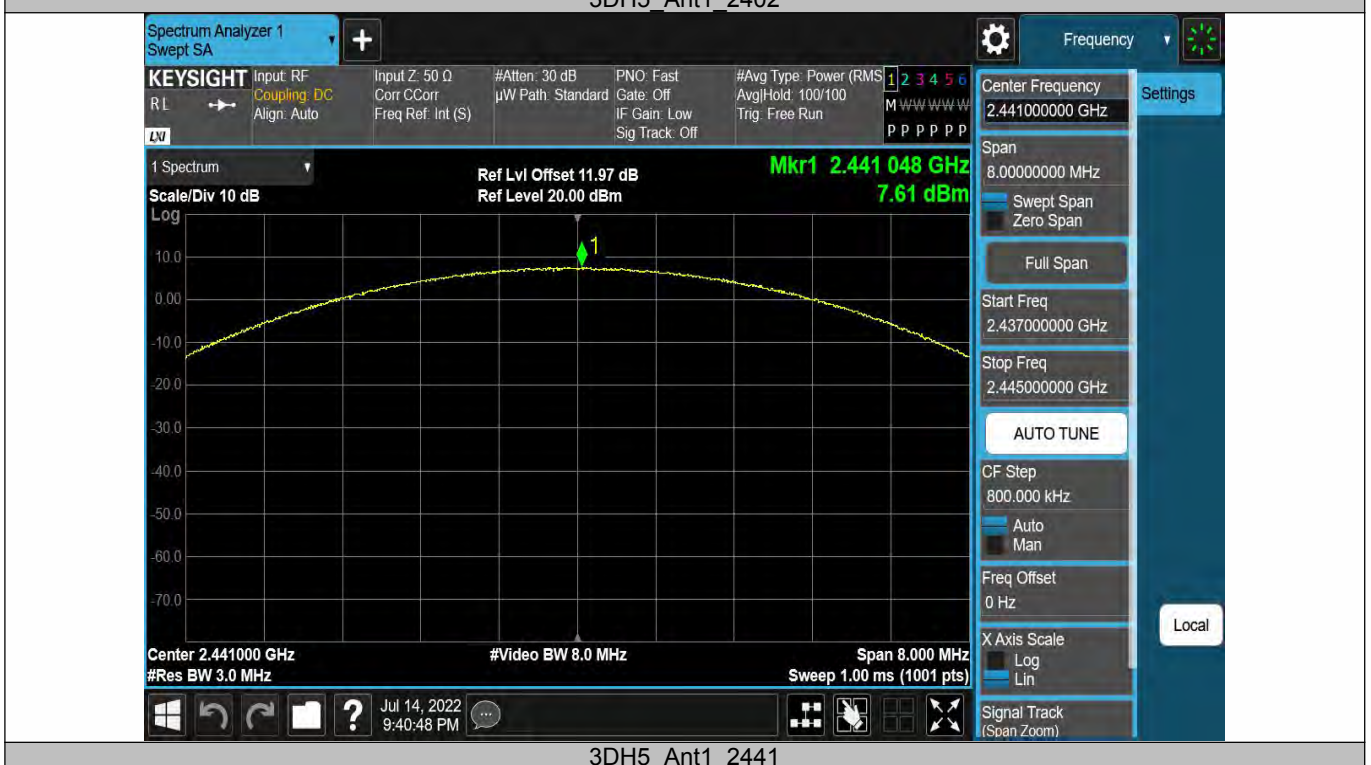 3DH5_Ant1_2402
Spectrum Analyzer 1
Swept SA
Frequency
KEYSIGHT
RL
LXI
Input: RF
Coupling: DC
Align: Auto
Input Z: 50 Ω
Corr CCorr
Freq Ref: Int (S)
#Atten: 30 dB
µW Path: Standard
PNO: Fast
Gate: Off
IF Gain: Low
Sig Track: Off
#Avg Type: Power (RMS
Avg|Hold: 100/100
Trig: Free Run
1 2 3 4 5 6
M W W W W W
P P P P P P
Center Frequency
2.441000000 GHz
Settings
Span
8.00000000 MHz
Swept Span
Zero Span
Full Span
Start Freq
2.437000000 GHz
Stop Freq
2.445000000 GHz
AUTO TUNE
CF Step
800.000 kHz
Auto
Man
Freq Offset
0 Hz
X Axis Scale
Log
Lin
Signal Track
(Span Zoom)
Local
1 Spectrum
Scale/Div 10 dB
Log
Ref Lvl Offset 11.97 dB
Ref Level 20.00 dBm
Mkr1 2.441 048 GHz
7.61 dBm
1
10.0
0.00
-10.0
-20.0
-30.0
-40.0
-50.0
-60.0
-70.0
Center 2.441000 GHz
#Video BW 8.0 MHz
Span 8.000 MHz
#Res BW 3.0 MHz
Sweep 1.00 ms (1001 pts)
?
Jul 14, 2022
9:40:48 PM
3DH5_Ant1_2441